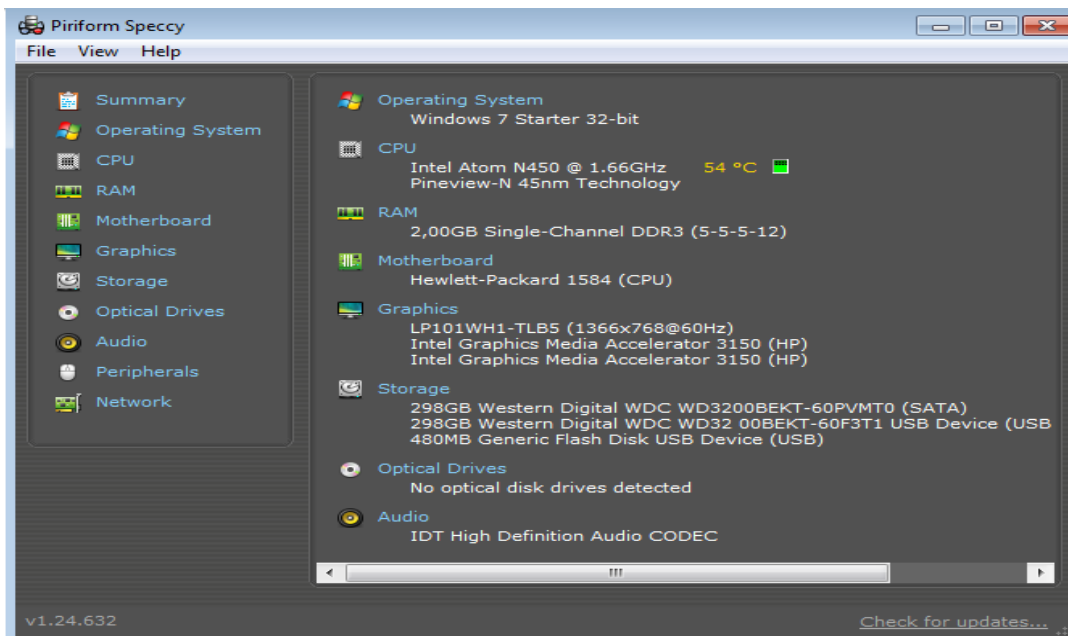 Piriform Speccy
File View Help
Summary
Operating System
CPU
RAM
Motherboard
Graphics
Storage
Optical Drives
Audio
Peripherals
Network
Operating System
Windows 7 Starter 32-bit
CPU
Intel Atom N450 @ 1.66GHz 54 °C
Pineview-N 45nm Technology
RAM
2,00GB Single-Channel DDR3 (5-5-5-12)
Motherboard
Hewlett-Packard 1584 (CPU)
Graphics
LP101WH1-TLB5 (1366x768@60Hz)
Intel Graphics Media Accelerator 3150 (HP)
Intel Graphics Media Accelerator 3150 (HP)
Storage
298GB Western Digital WDC WD3200BEKT-60PVMT0 (SATA)
298GB Western Digital WDC WD32 00BEKT-60F3T1 USB Device (USB
480MB Generic Flash Disk USB Device (USB)
Optical Drives
No optical disk drives detected
Audio
IDT High Definition Audio CODEC
v1.24.632
Check for updates...